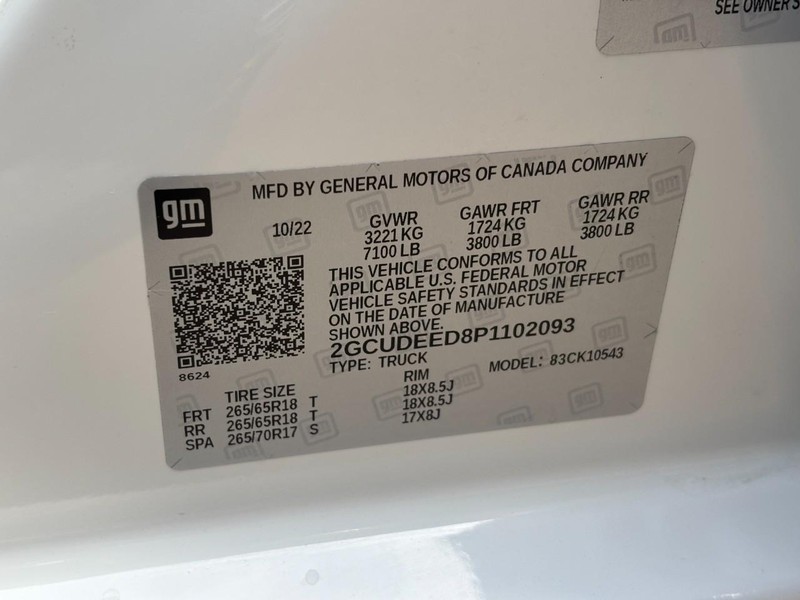 SEE OWNER'S
gm
MFD BY GENERAL MOTORS OF CANADA COMPANY
10/22 GVWR GAWR FRT GAWR RR
3221 KG 1724 KG 1724 KG
7100 LB 3800 LB 3800 LB
THIS VEHICLE CONFORMS TO ALL
APPLICABLE U.S. FEDERAL MOTOR
VEHICLE SAFETY STANDARDS IN EFFECT
ON THE DATE OF MANUFACTURE
SHOWN ABOVE.
2GCUDEED8P1102093
TYPE: TRUCK MODEL: 83CK10543
8624
TIRE SIZE RIM
FRT 265/65R18 T 18X8.5J
RR 265/65R18 T 18X8.5J
SPA 265/70R17 S 17X8J